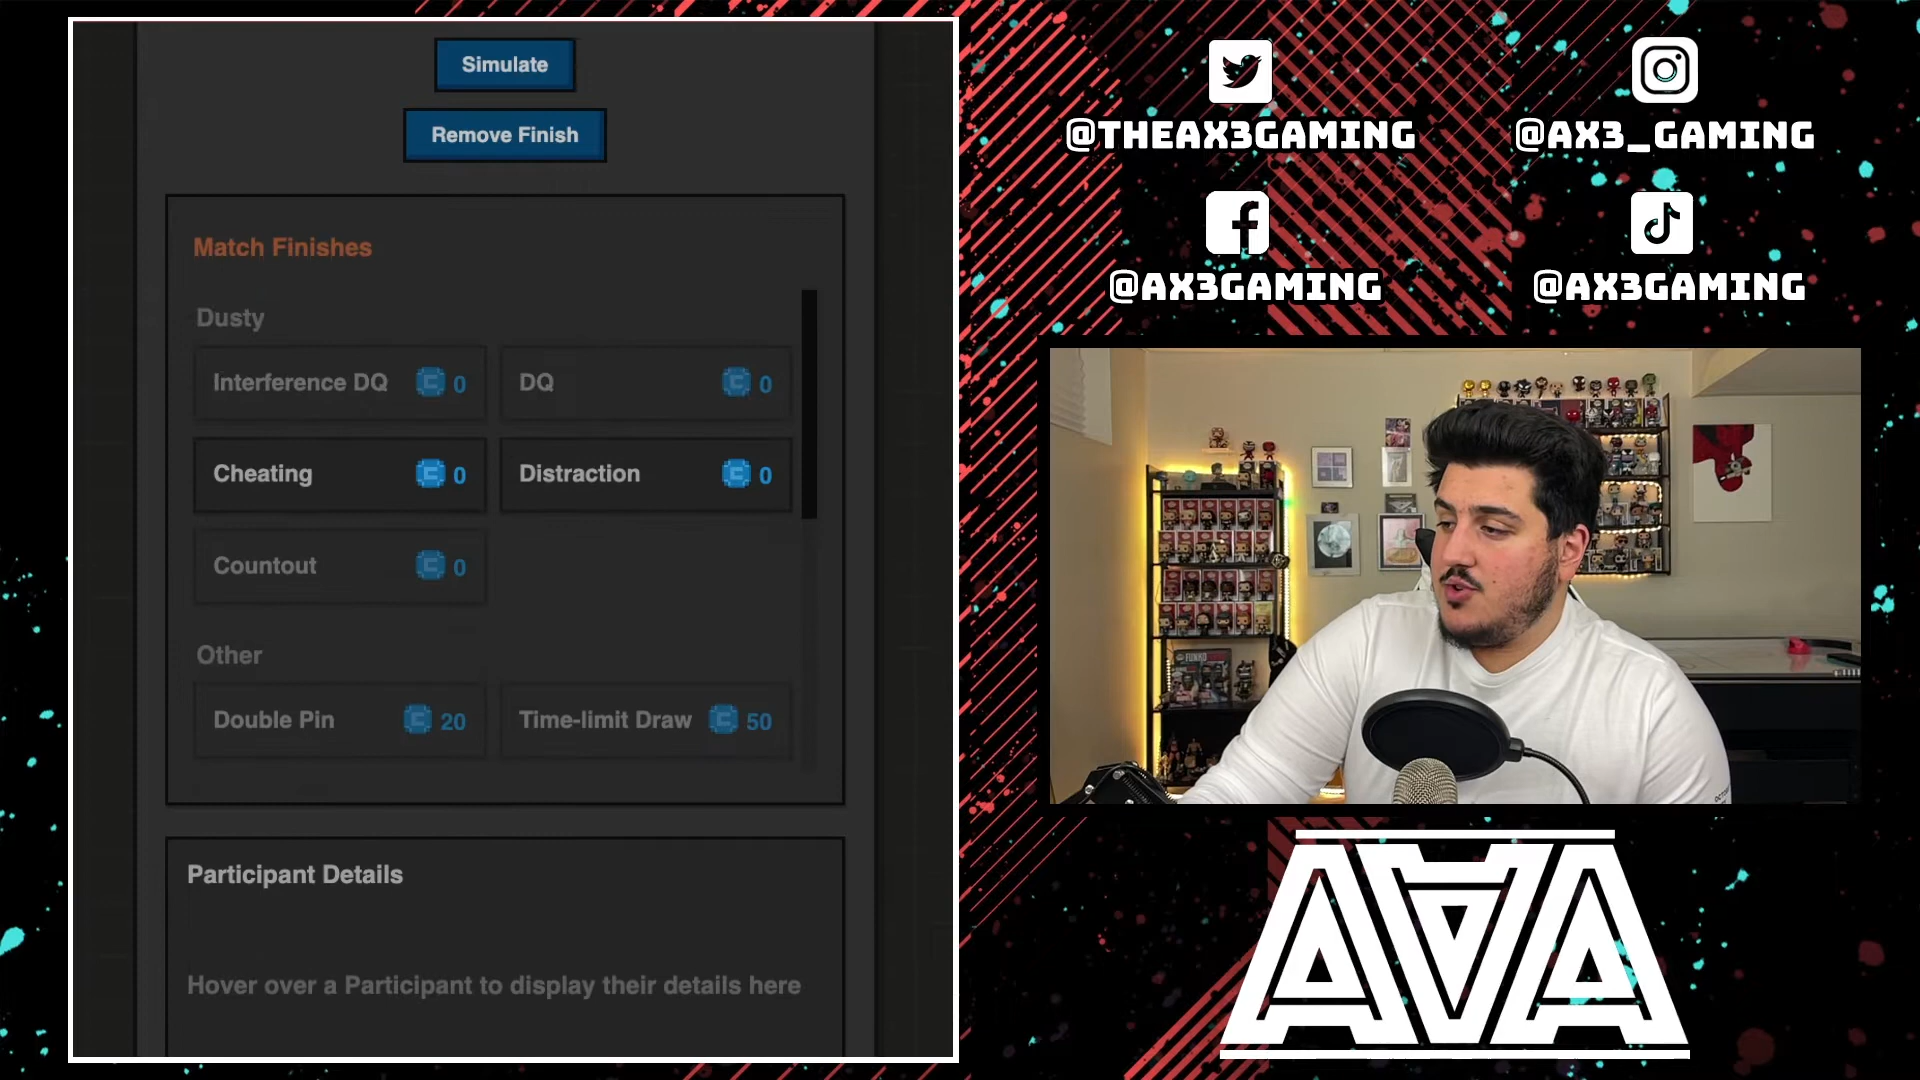 Simulate
Remove Finish
Match Finishes
Dusty
Interference DQ 0
DQ 0
Cheating 0
Distraction 0
Countout 0
Other
Double Pin 20
Time-limit Draw 50
Participant Details
Hover over a Participant to display their details here
@THEAX3GAMING
@AX3_GAMING
@AX3GAMING
@AX3GAMING
FUNKO